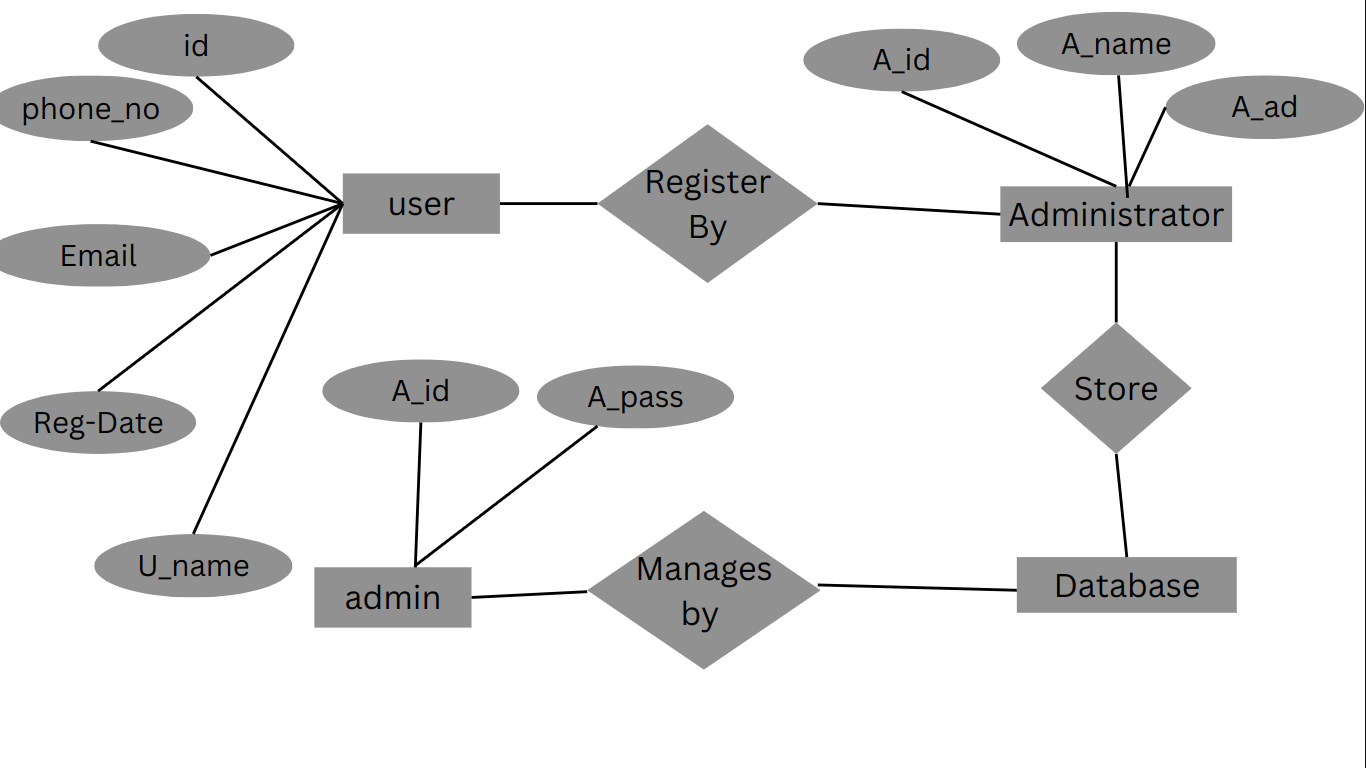 id
phone_no
Email
Reg-Date
U_name
user
Register
By
A_id
A_name
A_ad
Administrator
Store
A_id
A_pass
admin
Manages
by
Database